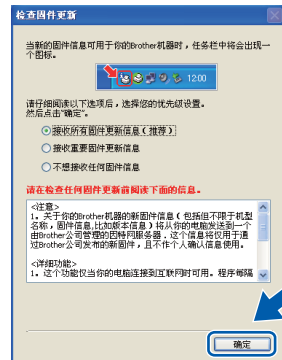 检查固件更新
当新的固件信息可用于你的Brother机器时，任务栏中将会出现一
个图标。
12:00
请仔细阅读以下选项后，选择您的优先级设置。
然后点击“确定”。
接收所有固件更新信息（推荐）
接收重要固件更新信息
不想接收任何固件信息
请在检查任何固件更新前阅读下面的信息。
<注意>
1。关于你的Brother机器的新固件信息（包括但不限于机型
名称，固件信息,比如版本信息）将从你的电脑发送到一个
由Brother公司管理的因特网服务器．这个信息将仅用于通
过Brother公司发布的新固件，且不作个人确认信息使用。
<详细功能>
1。这个功能仅当你的电脑连接到互联网时可用。程序每隔
确定